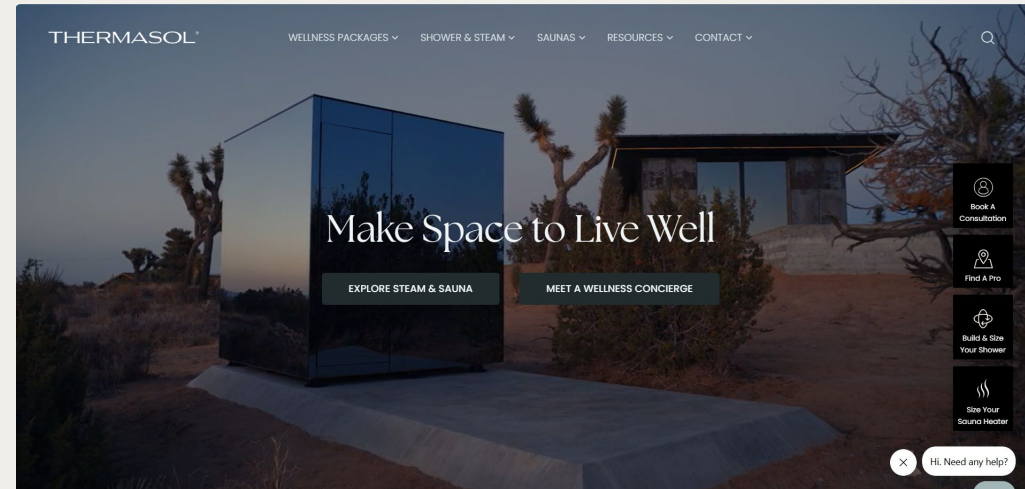 THERMASOL®
WELLNESS PACKAGES
SHOWER & STEAM
SAUNAS
RESOURCES
CONTACT
Make Space to Live Well
EXPLORE STEAM & SAUNA
MEET A WELLNESS CONCIERGE
Book A
Consultation
Find A Pro
Build & Size
Your Shower
Size Your
Sauna Heater
Hi. Need any help?